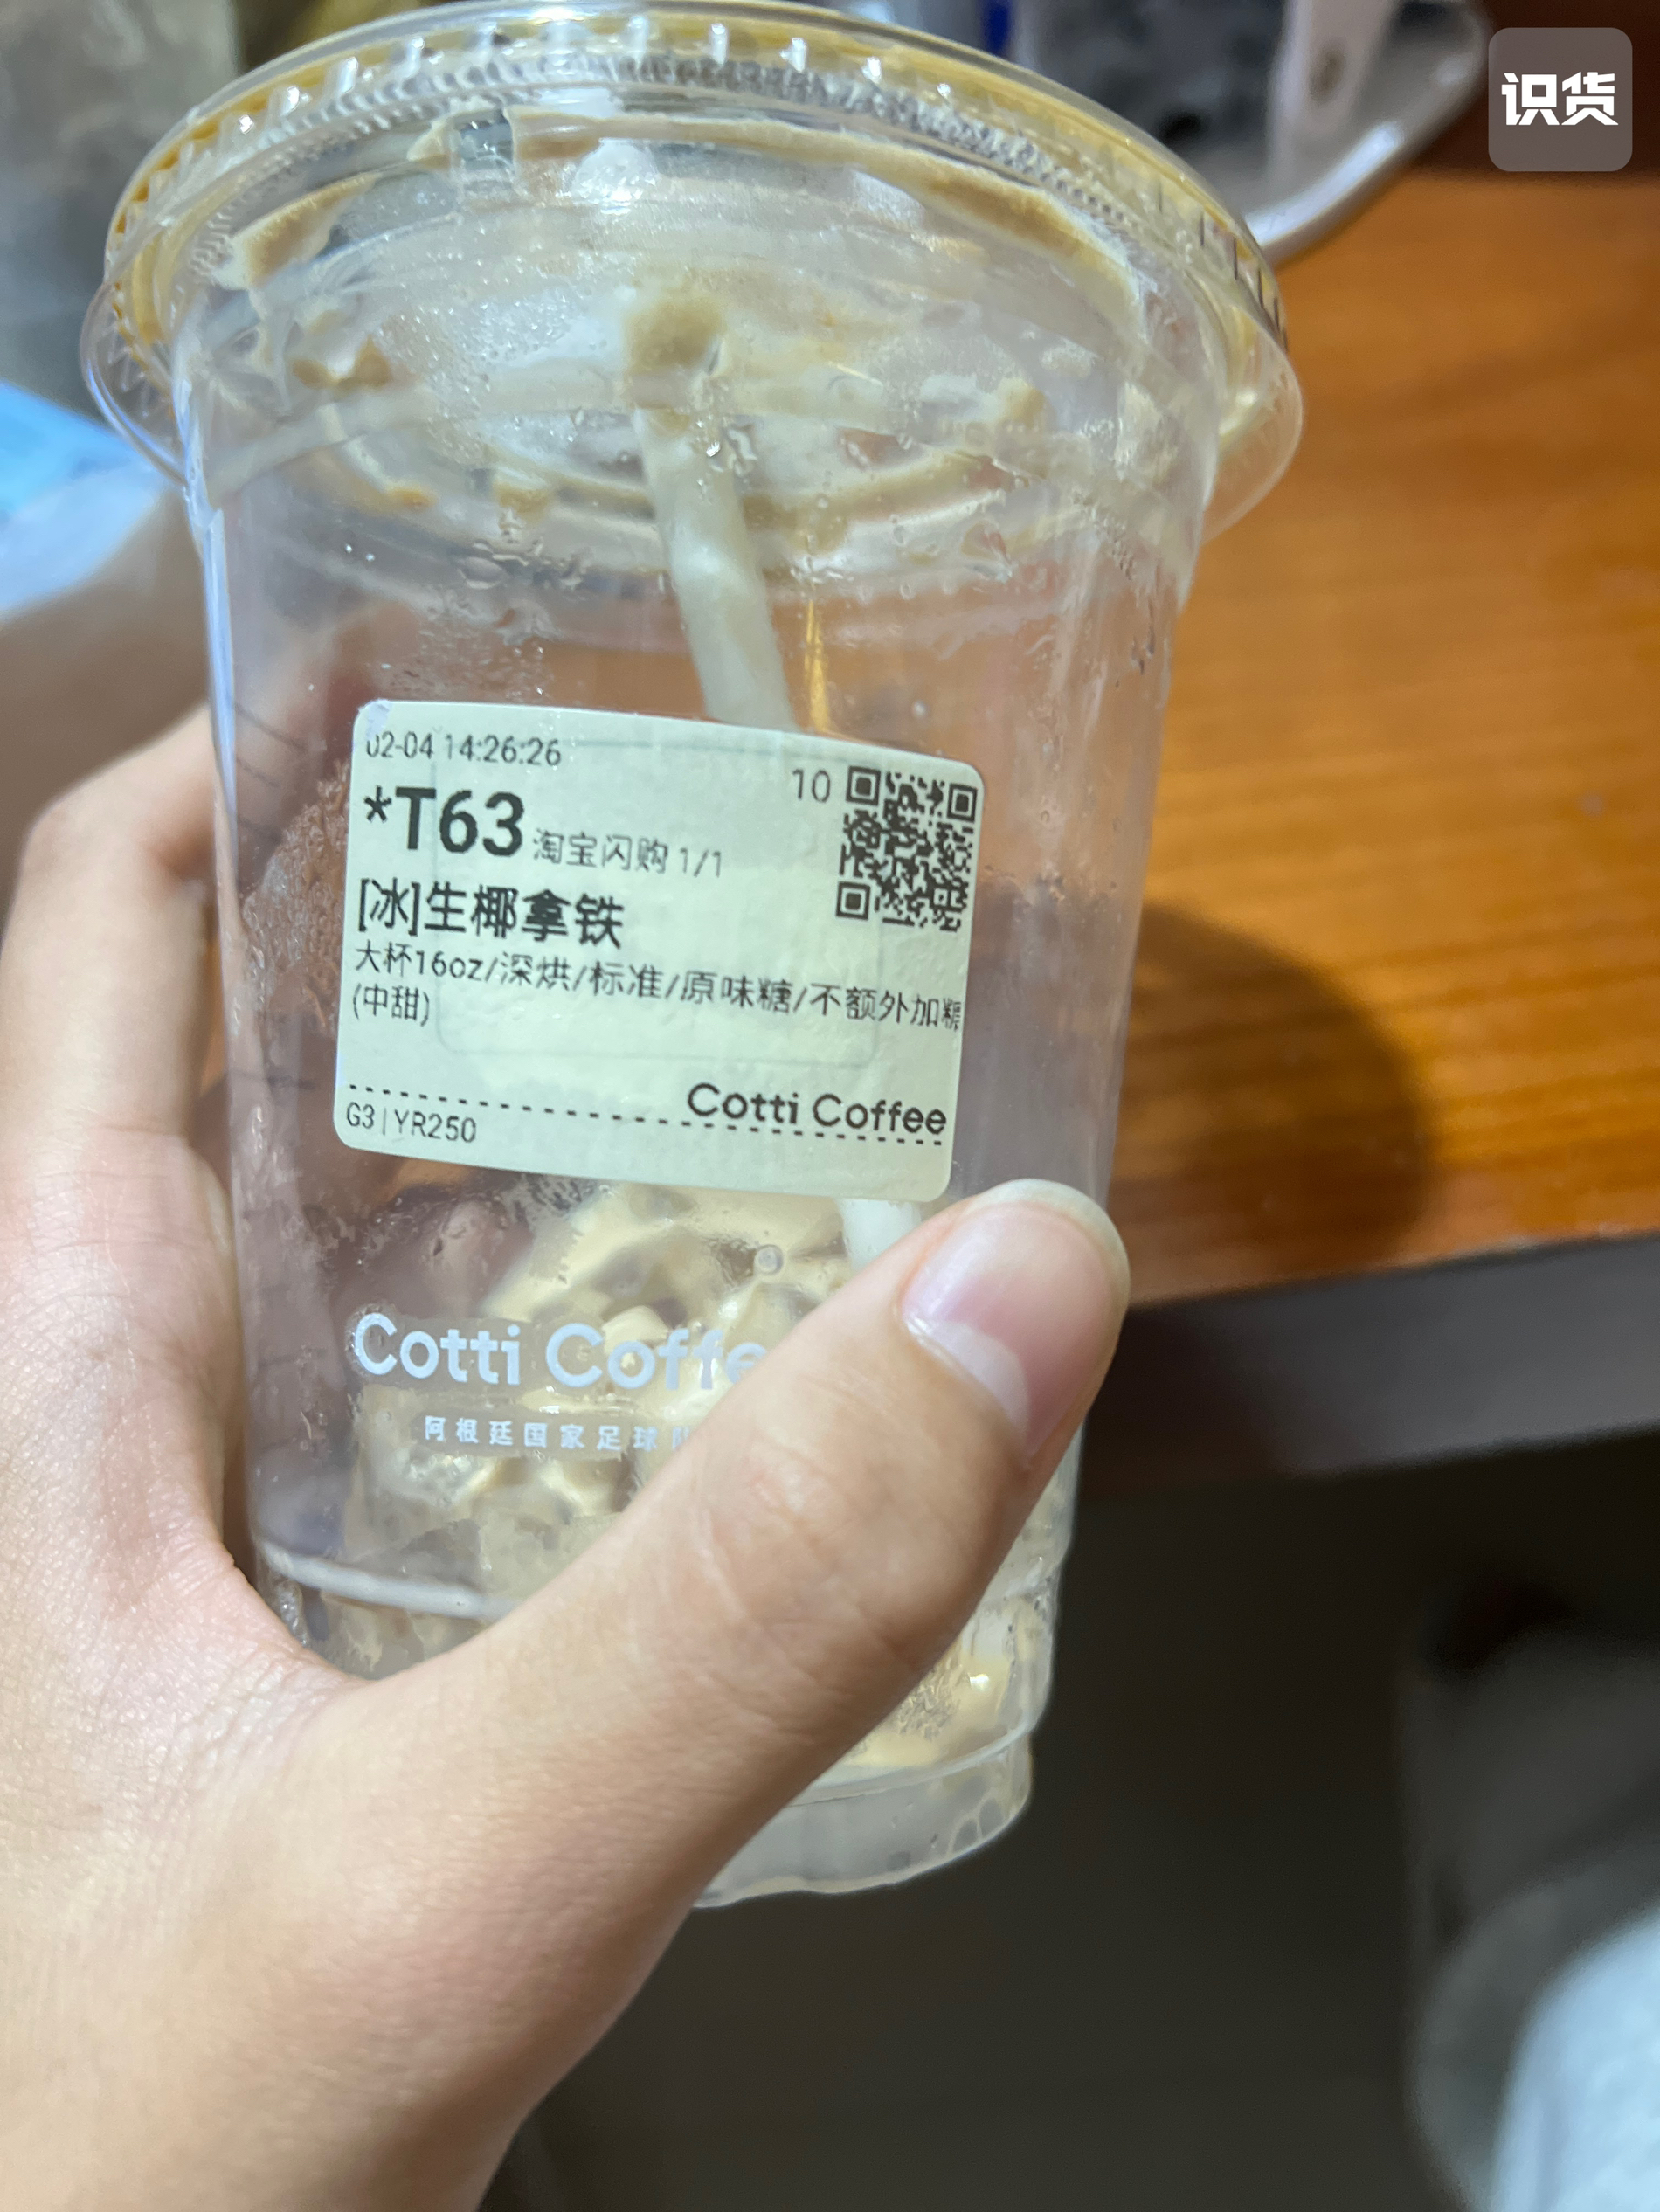 识货
02-04 14:26:26
10
*T63 淘宝闪购 1/1
[冰]生椰拿铁
大杯16oz/深烘/标准/原味糖/不额外加糖
(中甜)
Cotti Coffee
G3|YR250
Cotti Coffe
阿根廷国家足球